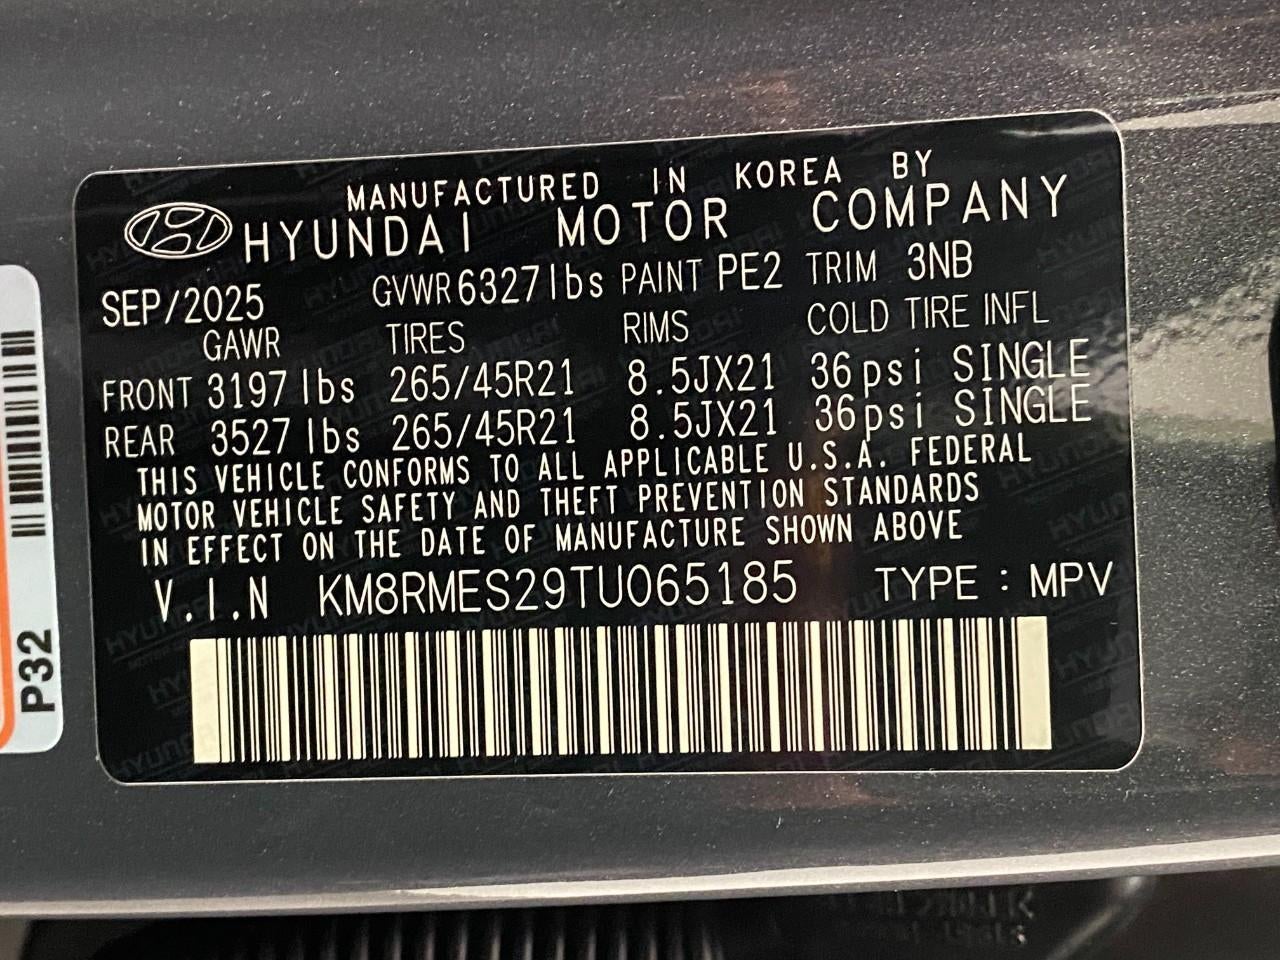 MANUFACTURED IN KOREA BY
HYUNDAI MOTOR COMPANY
SEP/2025 GVWR 6327lbs PAINT PE2 TRIM 3NB
GAWR TIRES RIMS COLD TIRE INFL
FRONT 3197 lbs 265/45R21 8.5JX21 36psi SINGLE
REAR 3527 lbs 265/45R21 8.5JX21 36psi SINGLE
THIS VEHICLE CONFORMS TO ALL APPLICABLE U.S.A. FEDERAL
MOTOR VEHICLE SAFETY AND THEFT PREVENTION STANDARDS
IN EFFECT ON THE DATE OF MANUFACTURE SHOWN ABOVE
V.I.N KM8RMES29TU065185 TYPE : MPV
P32